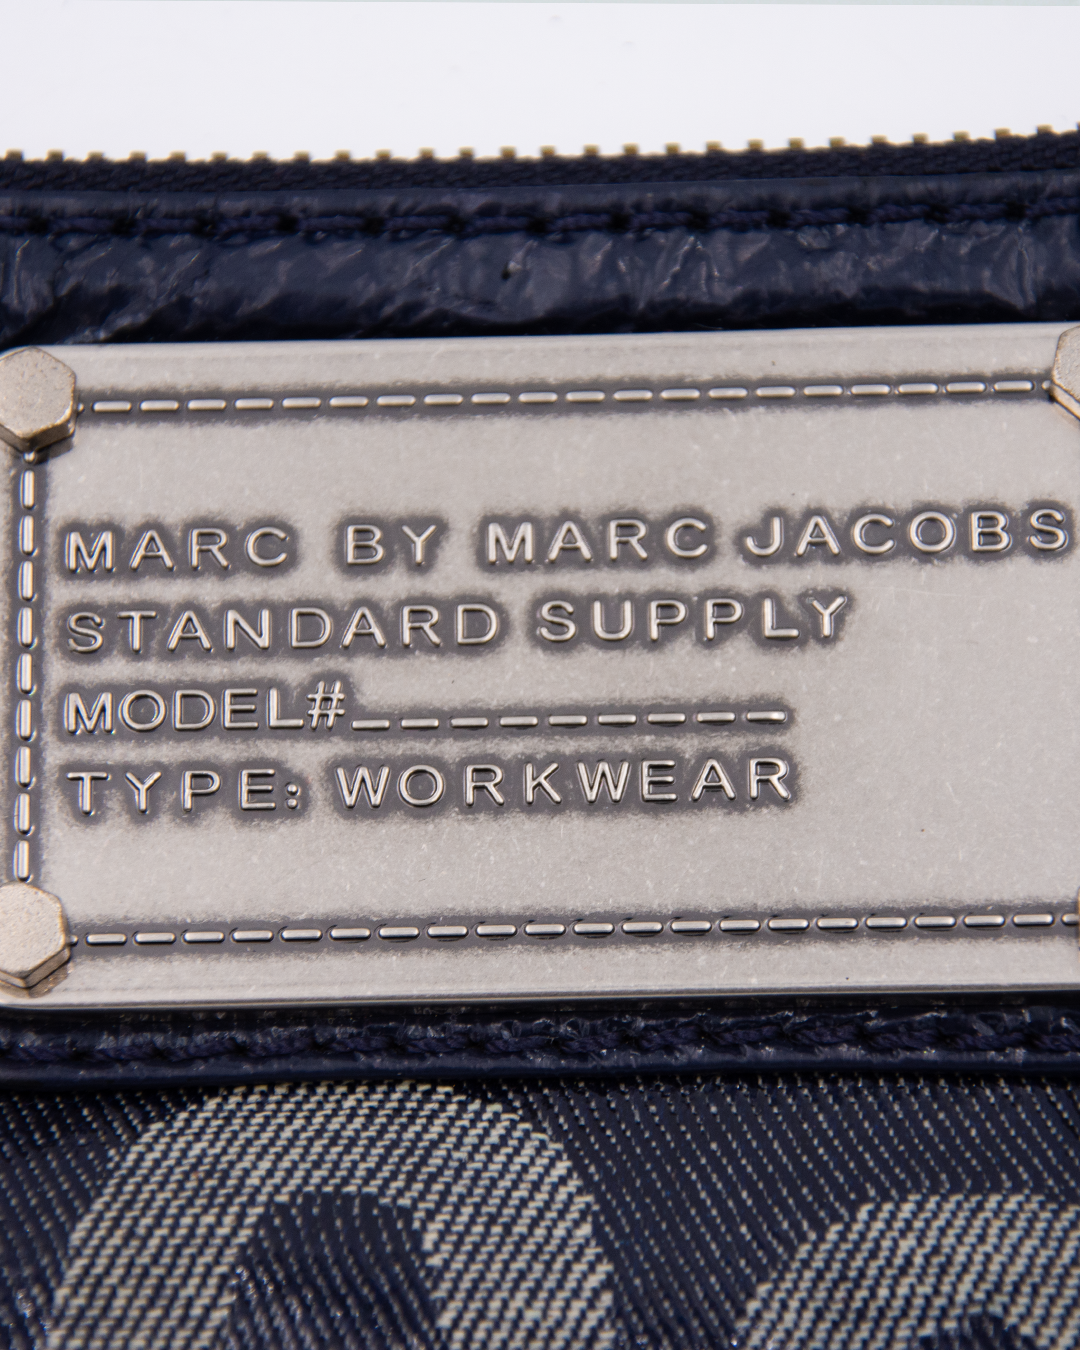 MARC BY MARC JACOBS
STANDARD SUPPLY
MODEL#__________
TYPE: WORKWEAR